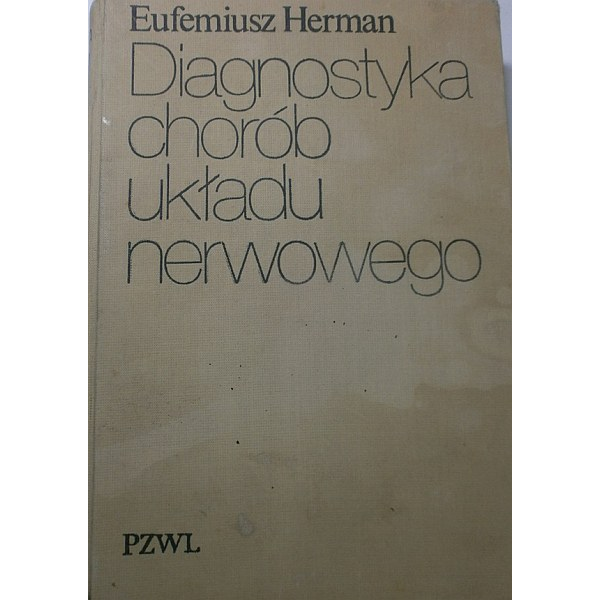 Eufemiusz Herman
Diagnostyka
chorób
układu
nerwowego
PZWL